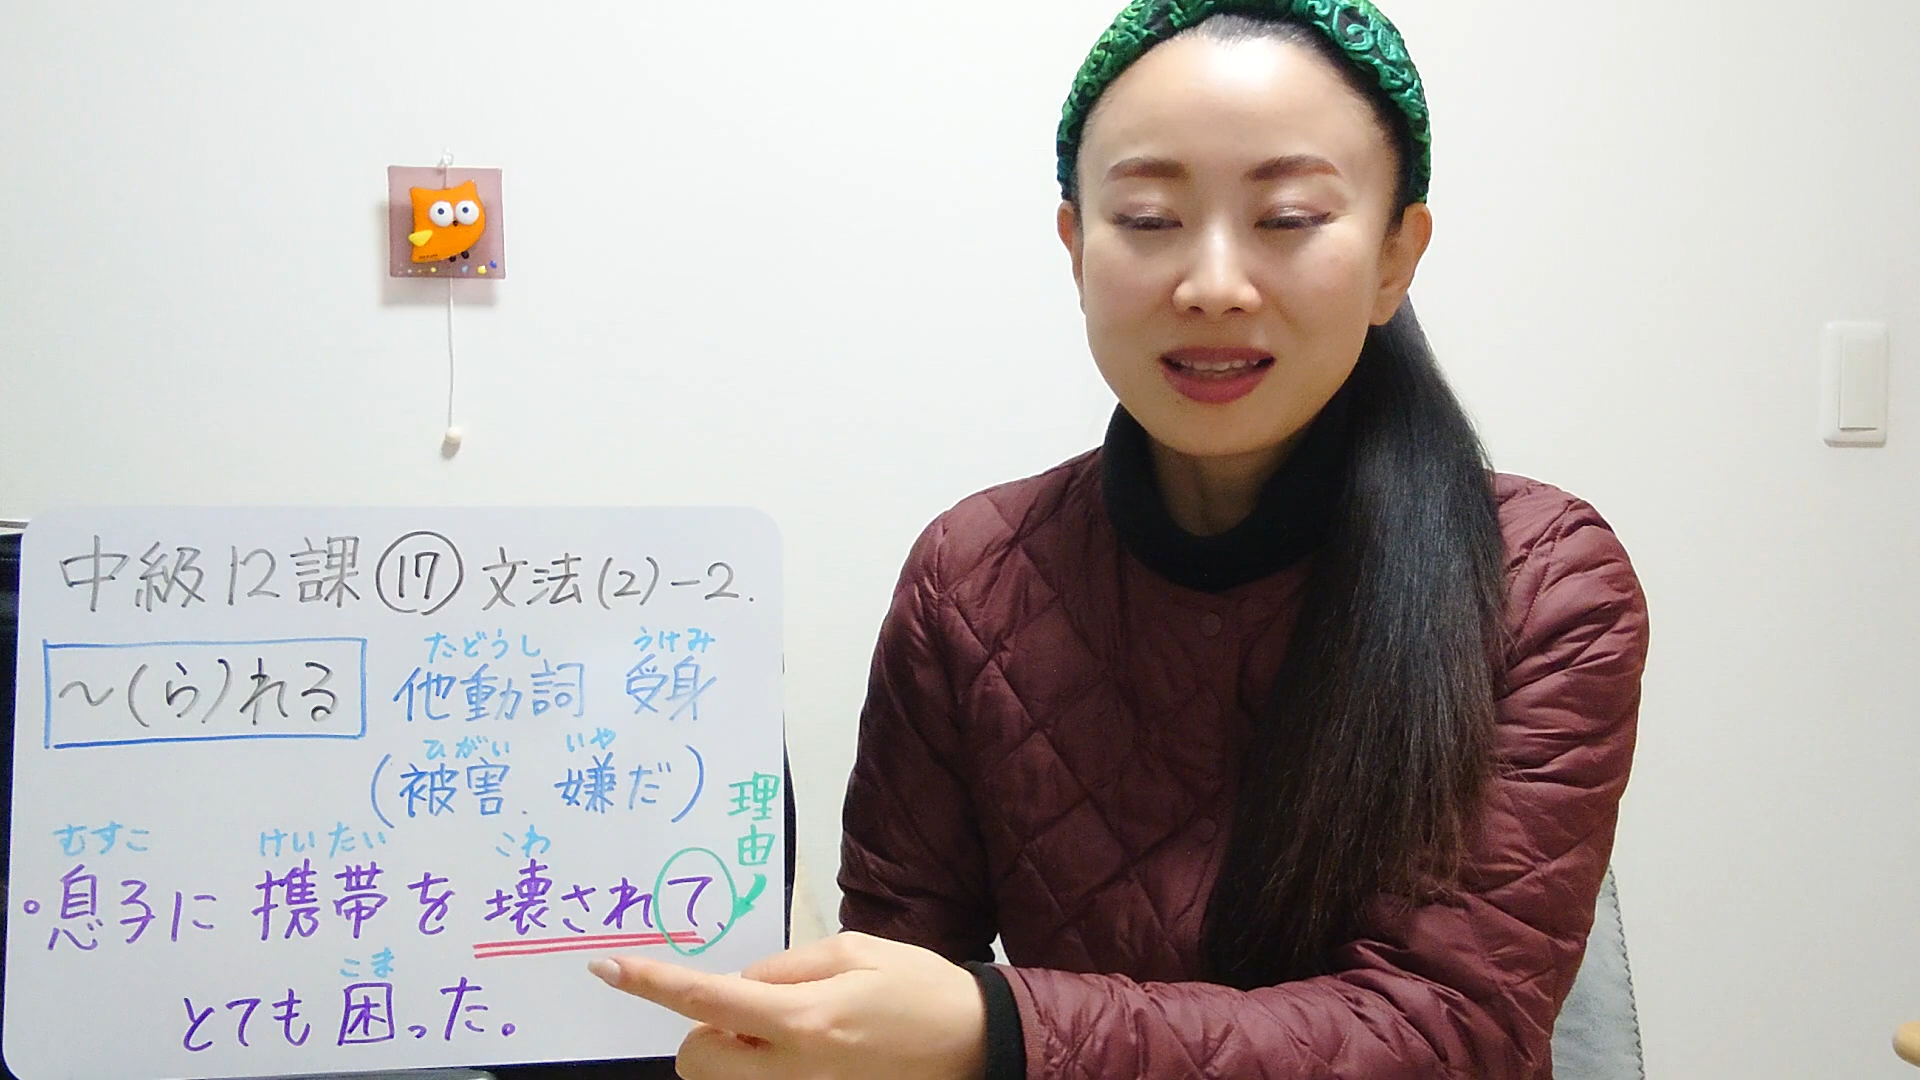 中級12課⑰文法(2)-2.
～(ら)れる
たどうし うけみ
他動詞 受身
ひがい いや
(被害、嫌だ)
理由
むすこ けいたい こわ
。息子に携帯を壊されて、
こま
とても困った。